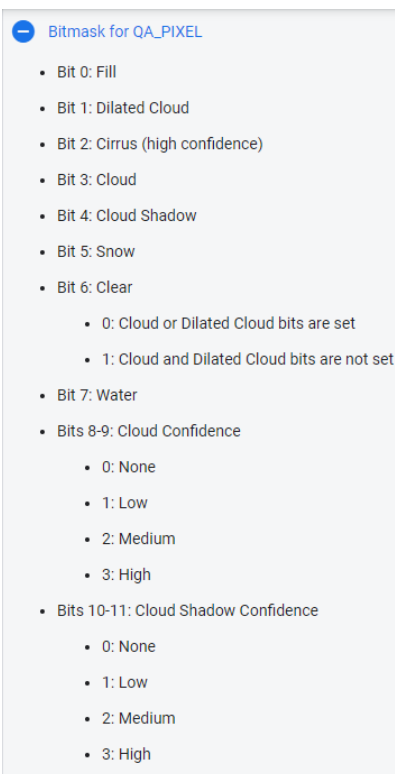 Bitmask for QA_PIXEL
Bit 0: Fill
Bit 1: Dilated Cloud
Bit 2: Cirrus (high confidence)
Bit 3: Cloud
Bit 4: Cloud Shadow
Bit 5: Snow
Bit 6: Clear
0: Cloud or Dilated Cloud bits are set
1: Cloud and Dilated Cloud bits are not set
Bit 7: Water
Bits 8-9: Cloud Confidence
0: None
1: Low
2: Medium
3: High
Bits 10-11: Cloud Shadow Confidence
0: None
1: Low
2: Medium
3: High